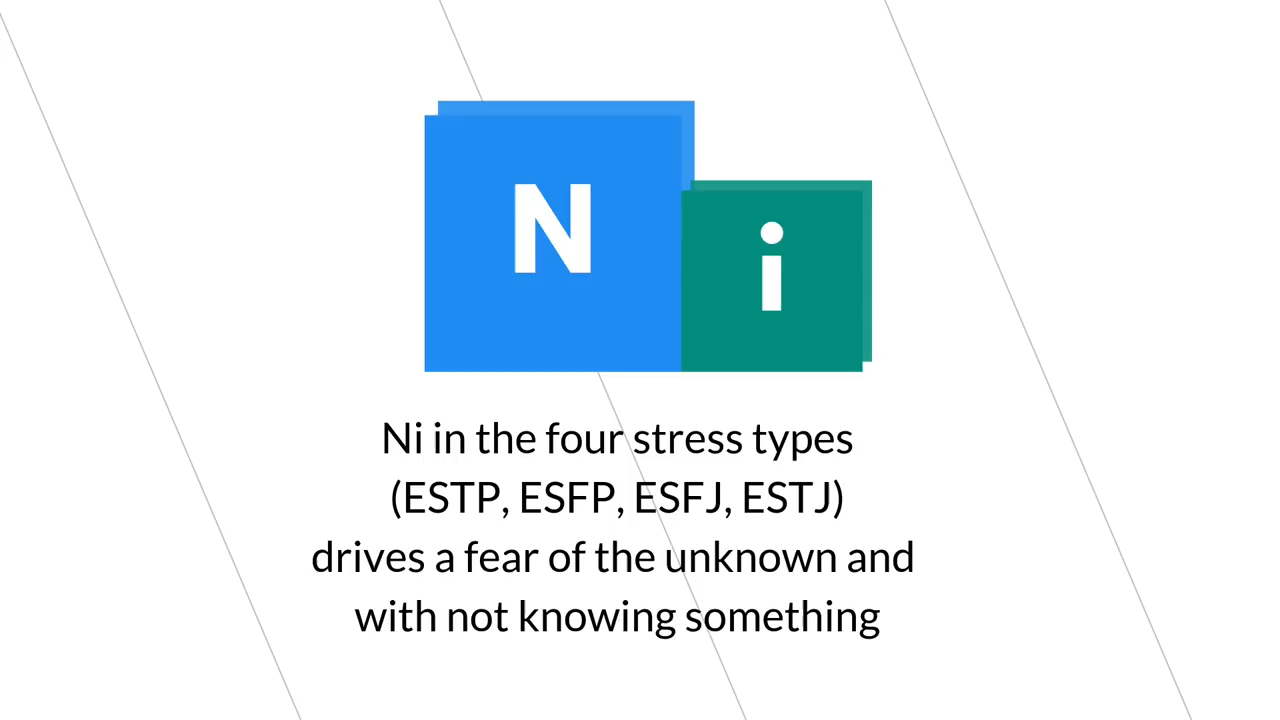 Ni
Ni in the four stress types
(ESTP, ESFP, ESFJ, ESTJ)
drives a fear of the unknown and
with not knowing something